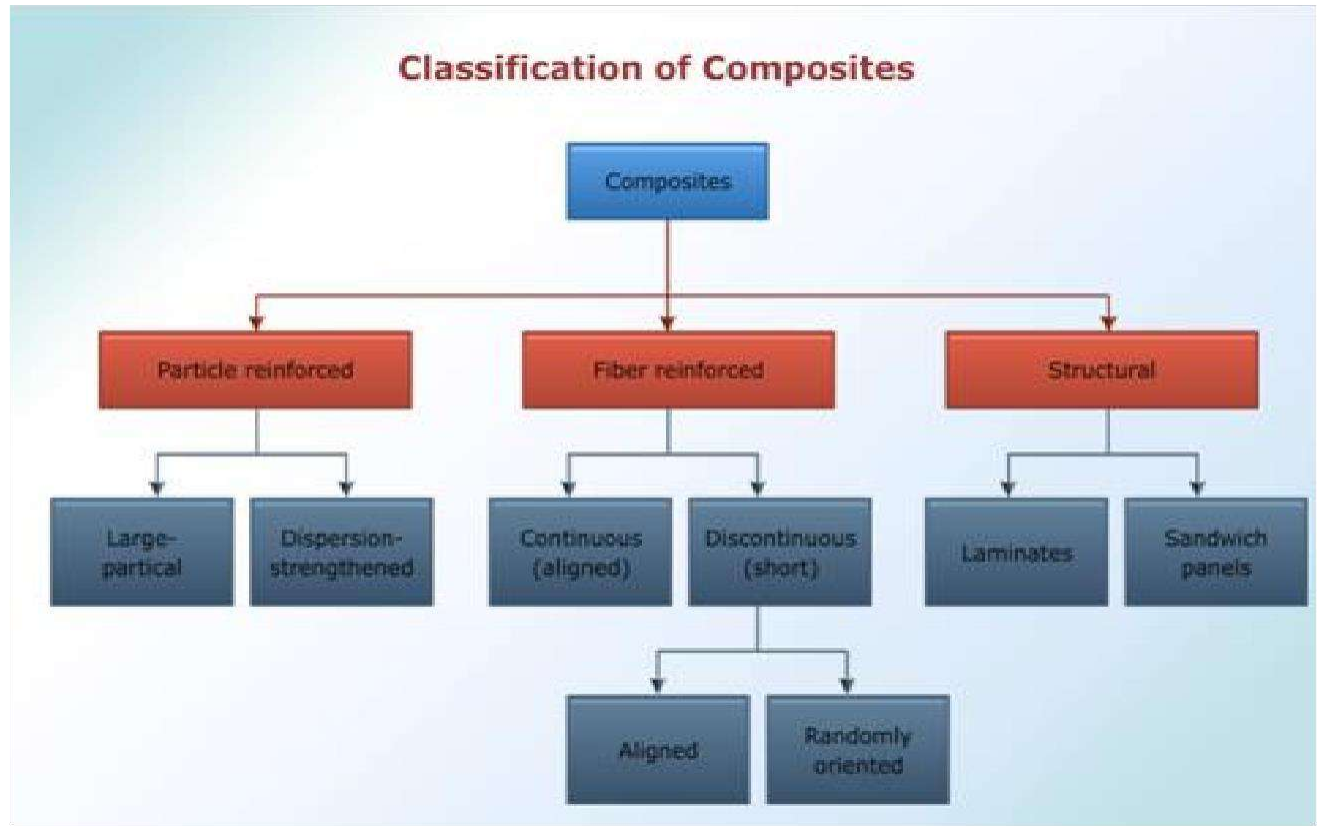 Classification of Composites
Composites
Particle reinforced
Fiber reinforced
Structural
Large-
partical
Dispersion-
strengthened
Continuous
(aligned)
Discontinuous
(short)
Laminates
Sandwich
panels
Aligned
Randomly
oriented